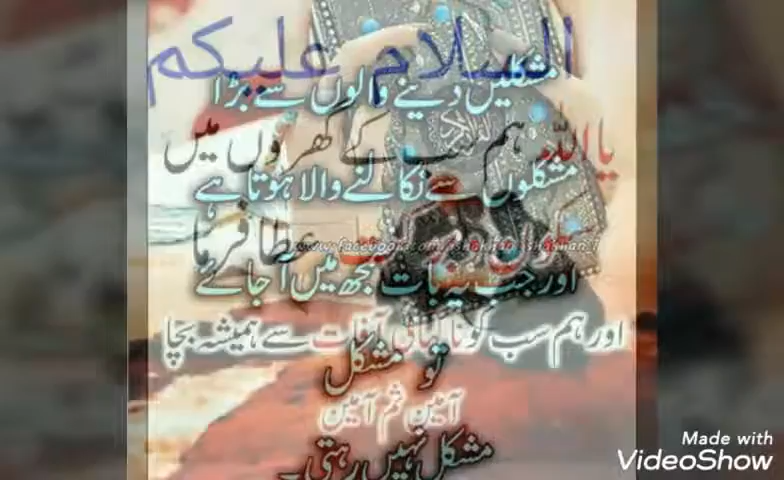 السلام علیکم
مشکلیں دینے والوں سے بڑا
یا اللہ ہم سب کے گھروں میں
مشکلوں سے نکالنے والا ہوتا ہے
عطا فرما
اور جب یہ بات سمجھ میں آ جائے
اور ہم سب کو ناگہانی آفات سے ہمیشہ بچا
تو مشکل
آمین ثم آمین
مشکل نہیں رہتی۔
Made with
VideoShow